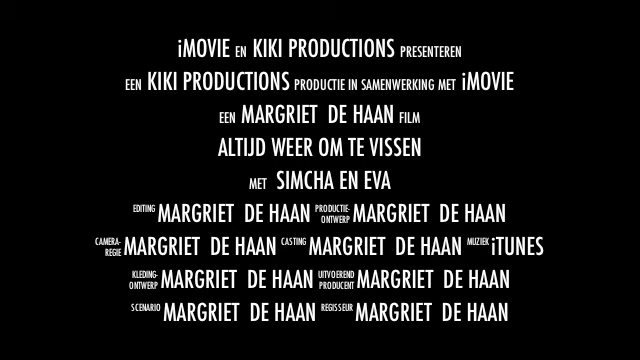 iMOVIE EN KIKI PRODUCTIONS PRESENTEREN
EEN KIKI PRODUCTIONS PRODUCTIE IN SAMENWERKING MET iMOVIE
EEN MARGRIET DE HAAN FILM
ALTIJD WEER OM TE VISSEN
MET SIMCHA EN EVA
EDITING MARGRIET DE HAAN PRODUCTIE-ONTWERP MARGRIET DE HAAN
CAMERA-REGIE MARGRIET DE HAAN CASTING MARGRIET DE HAAN MUZIEK iTUNES
KLEDING-ONTWERP MARGRIET DE HAAN UITVOEREND PRODUCENT MARGRIET DE HAAN
SCENARIO MARGRIET DE HAAN REGISSEUR MARGRIET DE HAAN